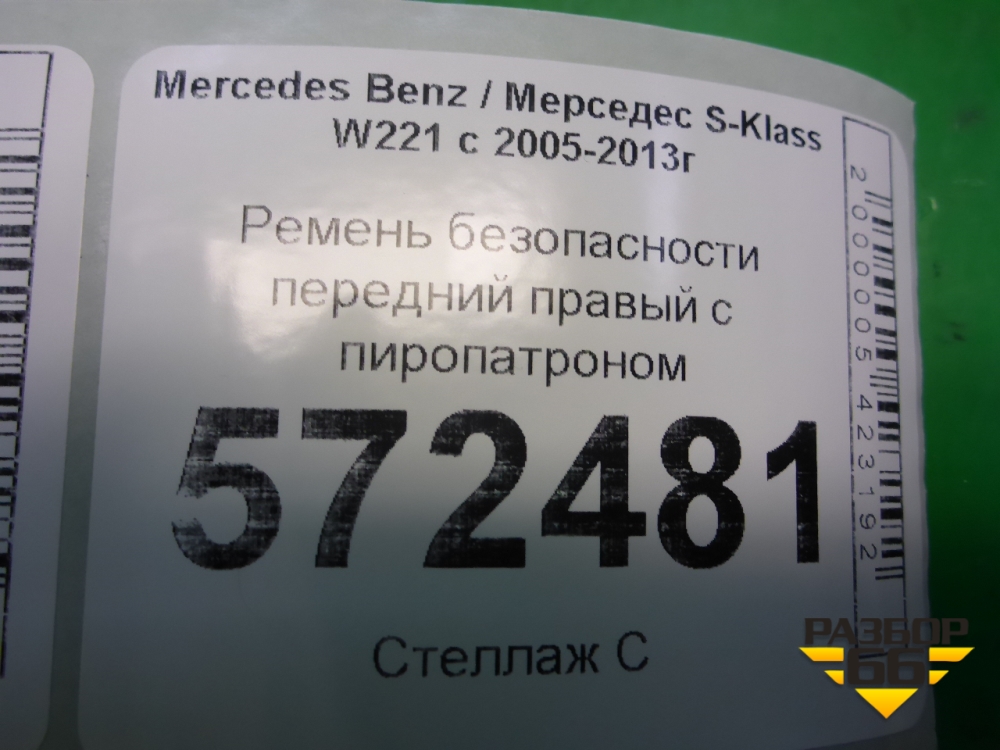 Mercedes Benz / Мерседес S-Klass
W221 с 2005-2013г
Ремень безопасности
передний правый с
пиропатроном
572481
Стеллаж С
2000005423192
РАЗБОР
66